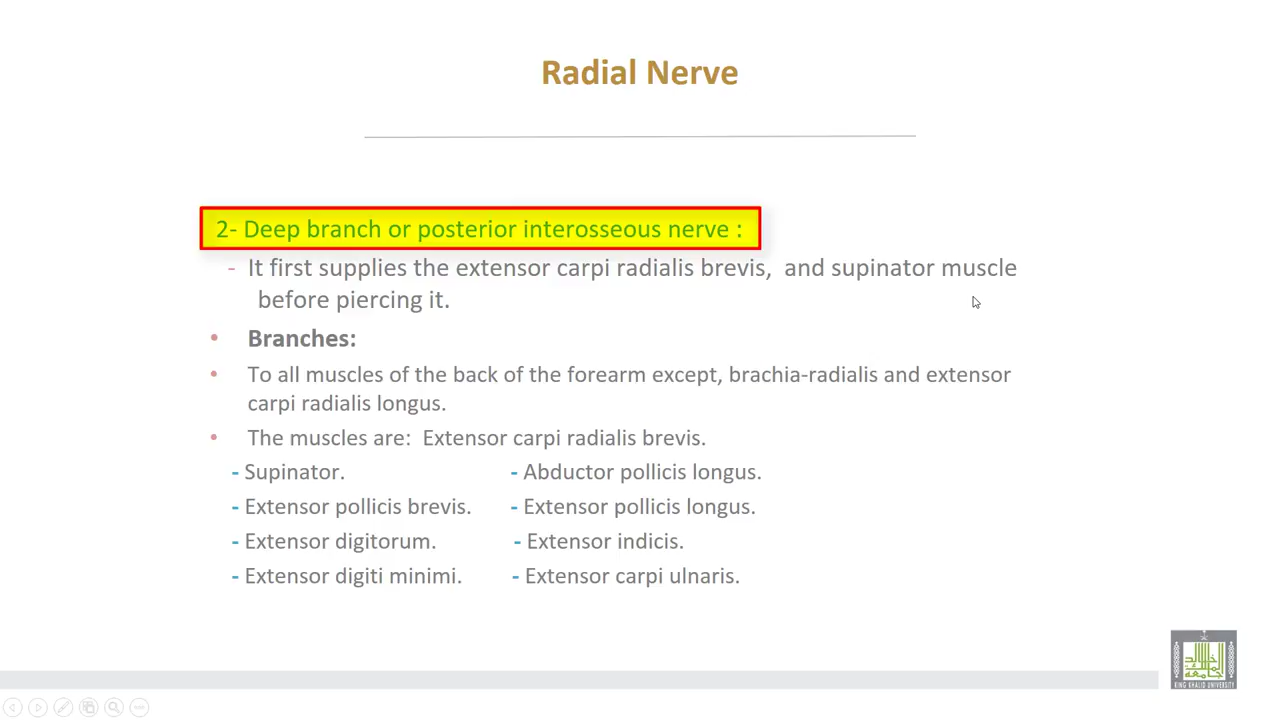 Radial Nerve
2- Deep branch or posterior interosseous nerve :
- It first supplies the extensor carpi radialis brevis,  and supinator muscle
before piercing it.
• Branches:
• To all muscles of the back of the forearm except, brachia-radialis and extensor
carpi radialis longus.
• The muscles are:  Extensor carpi radialis brevis.
- Supinator. - Abductor pollicis longus.
- Extensor pollicis brevis. - Extensor pollicis longus.
- Extensor digitorum. - Extensor indicis.
- Extensor digiti minimi. - Extensor carpi ulnaris.
KING KHALID UNIVERSITY